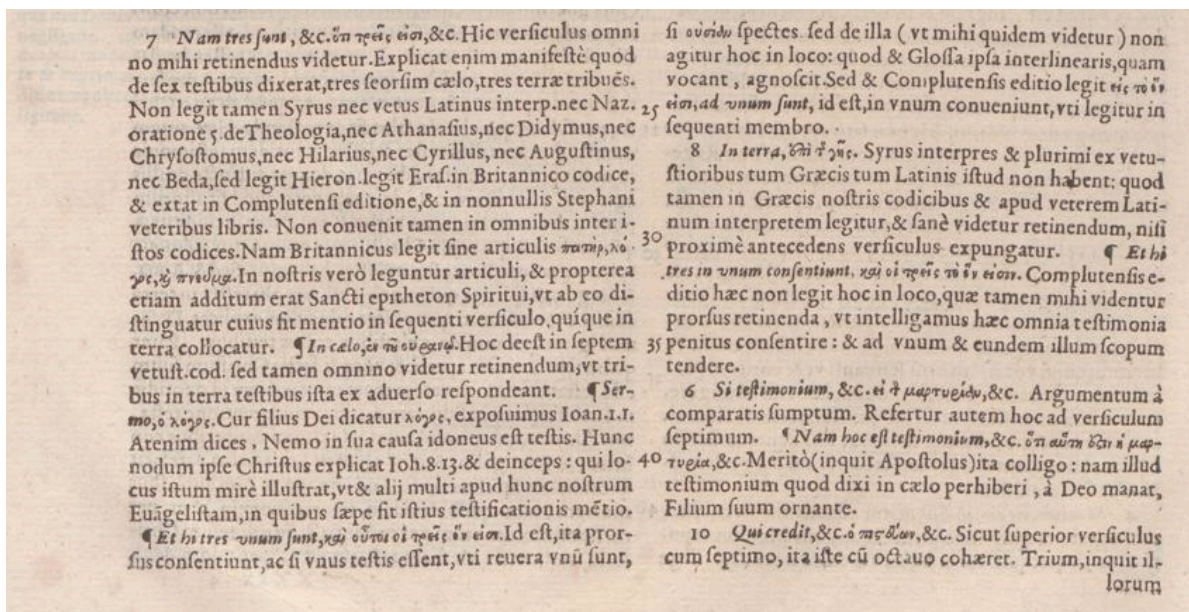 7 Nam tres sunt, &c. ὅτι τρεῖς εἰσι, &c. Hic versiculus omni
no mihi retinendus videtur. Explicat enim manifestè quod
de sex testibus dixerat, tres seorsim cælo, tres terræ tribuēs.
Non legit tamen Syrus nec vetus Latinus interp. nec Naz.
oratione 5. de Theologia, nec Athanasius, nec Didymus, nec
Chrysostomus, nec Hilarius, nec Cyrillus, nec Augustinus,
nec Beda, sed legit Hieron. legit Eras. in Britannico codice,
& extat in Complutensi editione, & in nonnullis Stephani
veteribus libris. Non conuenit tamen in omnibus inter i-
stos codices. Nam Britannicus legit sine articulis πατὴρ, λό-
γος, καὶ πνεῦμα. In nostris verò leguntur articuli, & propterea
etiam additum erat Sancti epitheton Spiritui, vt ab eo di-
stinguatur cuius fit mentio in sequenti versiculo, quíque in
terra collocatur. ¶ In cælo, ἐν τῷ οὐρανῷ. Hoc deest in septem
vetust. cod. sed tamen omnino videtur retinendum, vt tri-
bus in terra testibus ista ex aduerso respondeant. ¶ Ser-
mo, ὁ λόγος. Cur filius Dei dicatur λόγος, exposuimus Ioan. 1. 1.
Atenim dices. Nemo in sua causa idoneus est testis. Hunc
nodum ipse Christus explicat Ioh. 8. 13. & deinceps: qui lo-
cus istum mirè illustrat, vt & alij multi apud hunc nostrum
Euāgelistam, in quibus sæpe fit istius testificationis mētio.
¶ Et hi tres vnum sunt, καὶ οὗτοι οἱ τρεῖς ἕν εἰσι. Id est, ita pror-
sus consentiunt, ac si vnus testis essent, vti reuera vnū sunt,
si οὐσίαν spectes. sed de illa (vt mihi quidem videtur) non
agitur hoc in loco: quod & Glossa ipsa interlinearis, quam
vocant, agnoscit. Sed & Complutensis editio legit εἰς τὸ ἕν
25 εἰσι, ad vnum sunt, id est, in vnum conueniunt, vti legitur in
sequenti membro.
8 In terra, ἐπὶ τῆς γῆς. Syrus interpres & plurimi ex vetu-
stioribus tum Græcis tum Latinis istud non habent: quod
tamen in Græcis nostris codicibus & apud veterem Lati-
num interpretem legitur, & sanè videtur retinendum, nisi
30 proximè antecedens versiculus expungatur. ¶ Et hi
tres in vnum consentiunt, καὶ οἱ τρεῖς τὸ ἕν εἰσιν. Complutensis e-
ditio hæc non legit hoc in loco, quæ tamen mihi videntur
prorsus retinenda, vt intelligamus hæc omnia testimonia
35 penitus consentire: & ad vnum & eundem illum scopum
tendere.
6 Si testimonium, &c. εἰ τὴν μαρτυρίαν, &c. Argumentum à
comparatis sumptum. Refertur autem hoc ad versiculum
septimum. ¶ Nam hoc est testimonium, &c. ὅτι αὕτη ἐστὶν ἡ μαρ-
40 τυρία, &c. Meritò (inquit Apostolus) ita colligo: nam illud
testimonium quod dixi in cælo perhiberi, à Deo manat,
Filium suum ornante.
10 Qui credit, &c. ὁ πιστεύων, &c. Sicut superior versiculus
cum septimo, ita iste cū octauo cohæret. Trium, inquit il-
lorum